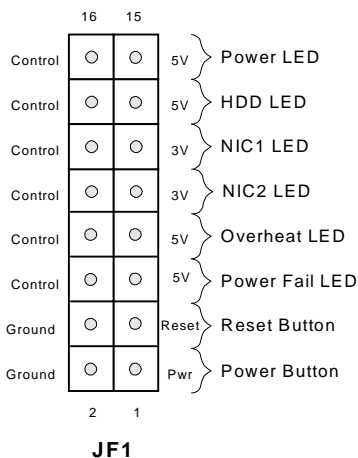 16 15
Control 5V Power LED
Control 5V HDD LED
Control 3V NIC1 LED
Control 3V NIC2 LED
Control 5V Overheat LED
Control 5V Power Fail LED
Ground Reset Reset Button
Ground Pwr Power Button
2 1
JF1